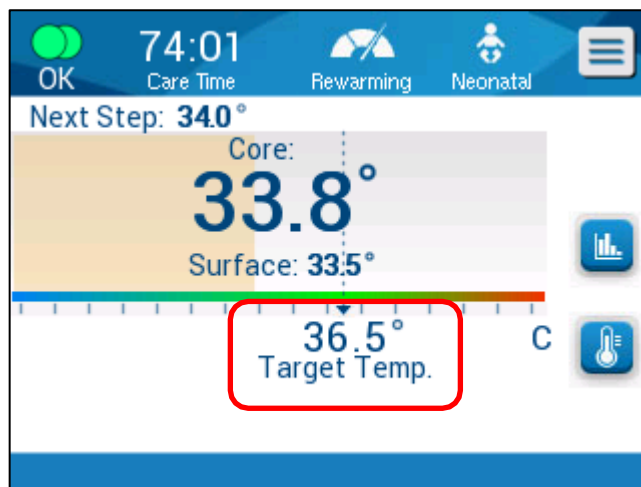 74:01
OK Care Time Rewarming Neonatal
Next Step: 34.0°
Core:
33.8°
Surface: 33.5°
36.5° C
Target Temp.